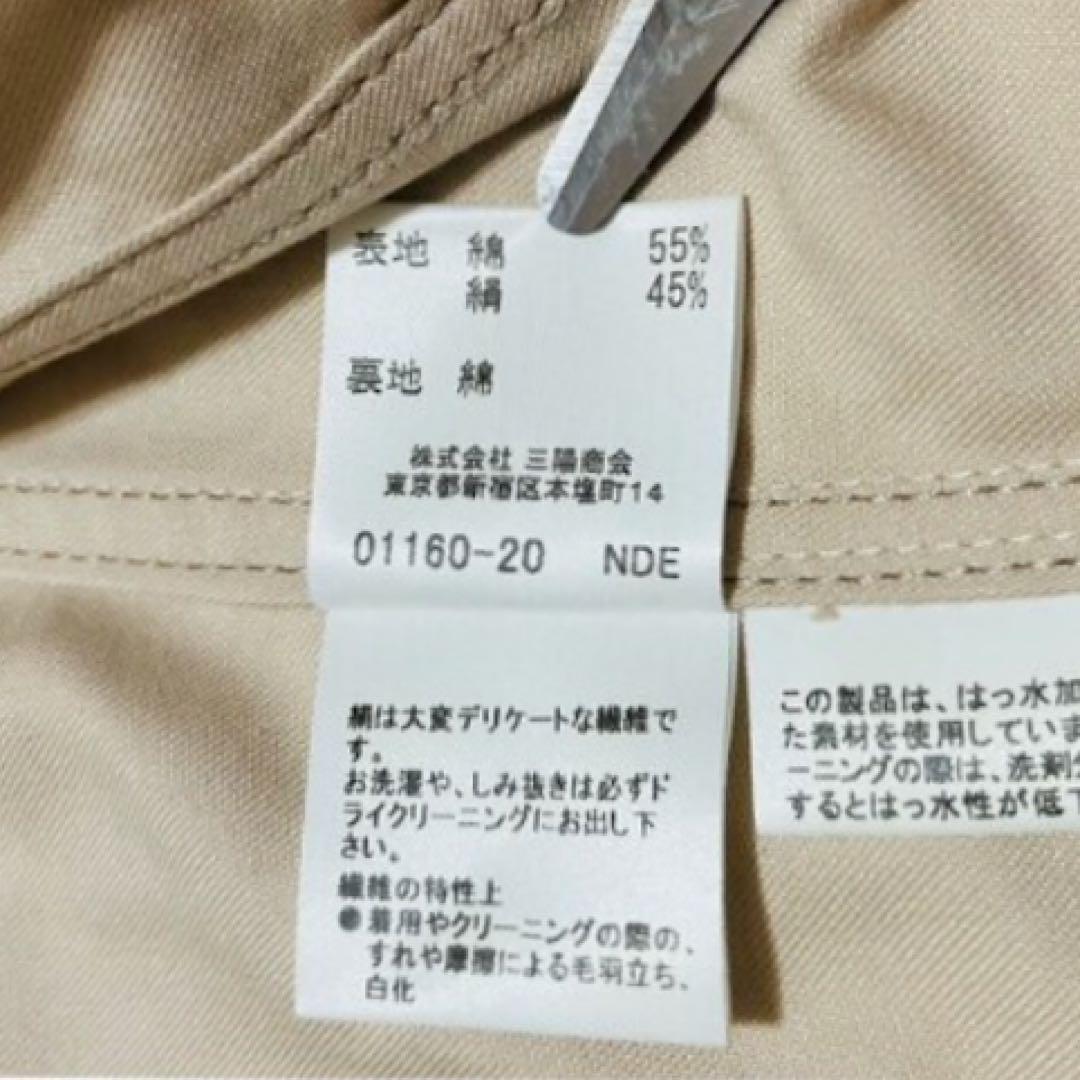 表地 綿 55%
絹 45%
裏地 綿
株式会社 三陽商会
東京都新宿区本塩町14
01160-20 NDE
絹は大変デリケートな繊維で
す。
お洗濯や、しみ抜きは必ずド
ライクリーニングにお出し下
さい。
繊維の特性上
●着用やクリーニングの際の、
すれや摩擦による毛羽立ち、
白化
この製品は、はっ水加
た素材を使用していま
ーニングの際は、洗剤分
するとはっ水性が低下